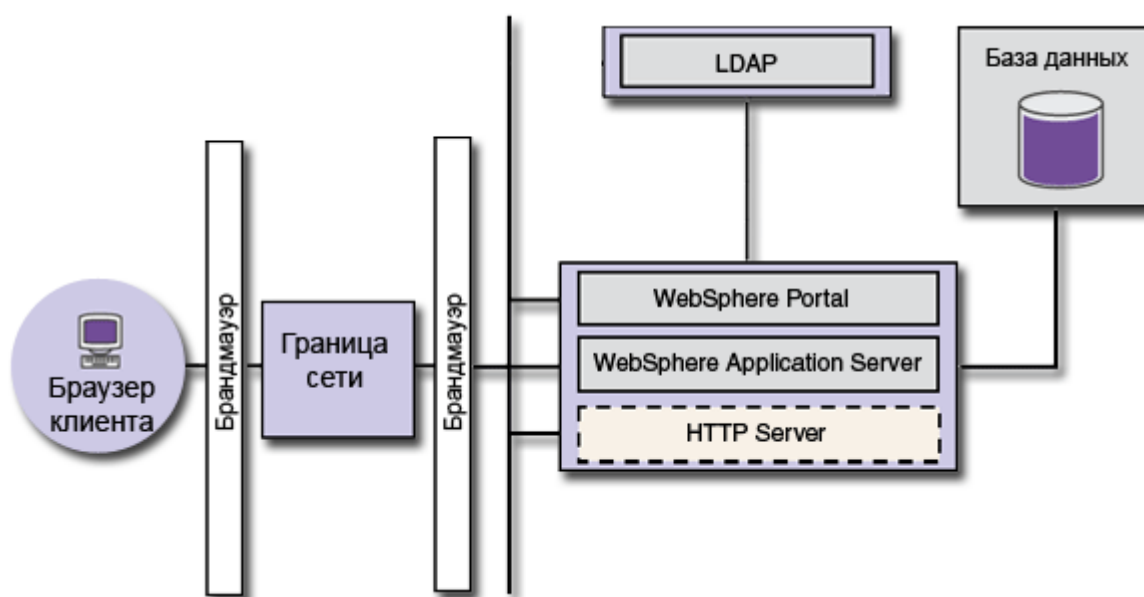 LDAP
База данных
Брандмауэр
Брандмауэр
WebSphere Portal
Граница
сети
WebSphere Application Server
Браузер
клиента
HTTP Server